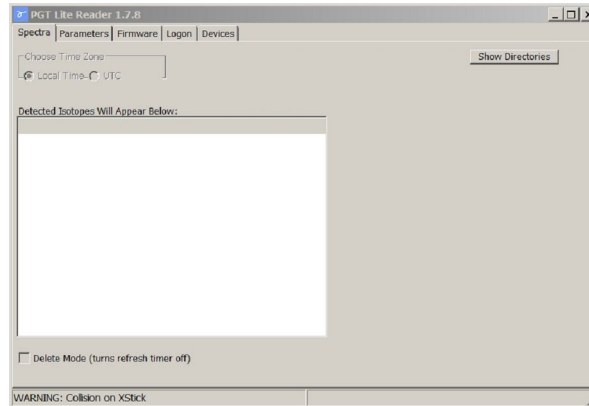 PGT Lite Reader 1.7.8
Spectra Parameters Firmware Logon Devices
Choose Time Zone
Show Directories
Local Time UTC
Detected Isotopes Will Appear Below:
Delete Mode (turns refresh timer off)
WARNING: Collision on XStick